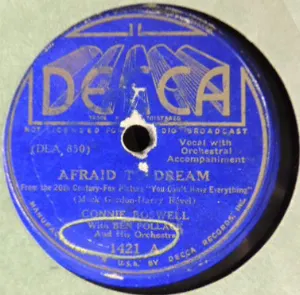 DECCA
NOT LICENSED FOR RADIO BROADCAST
(DLA 850)
Vocal with
Orchestral
Accompaniment
AFRAID T DREAM
From the 20th Century-Fox Picture "You Can't Have Everything"
(Mack Gordon-Harry Revel)
CONNIE BOSWELL
With BEN POLLACK
And His Orchestra
1421 A
MANUFAC U.S.A. BY DECCA RECORDS, INC.